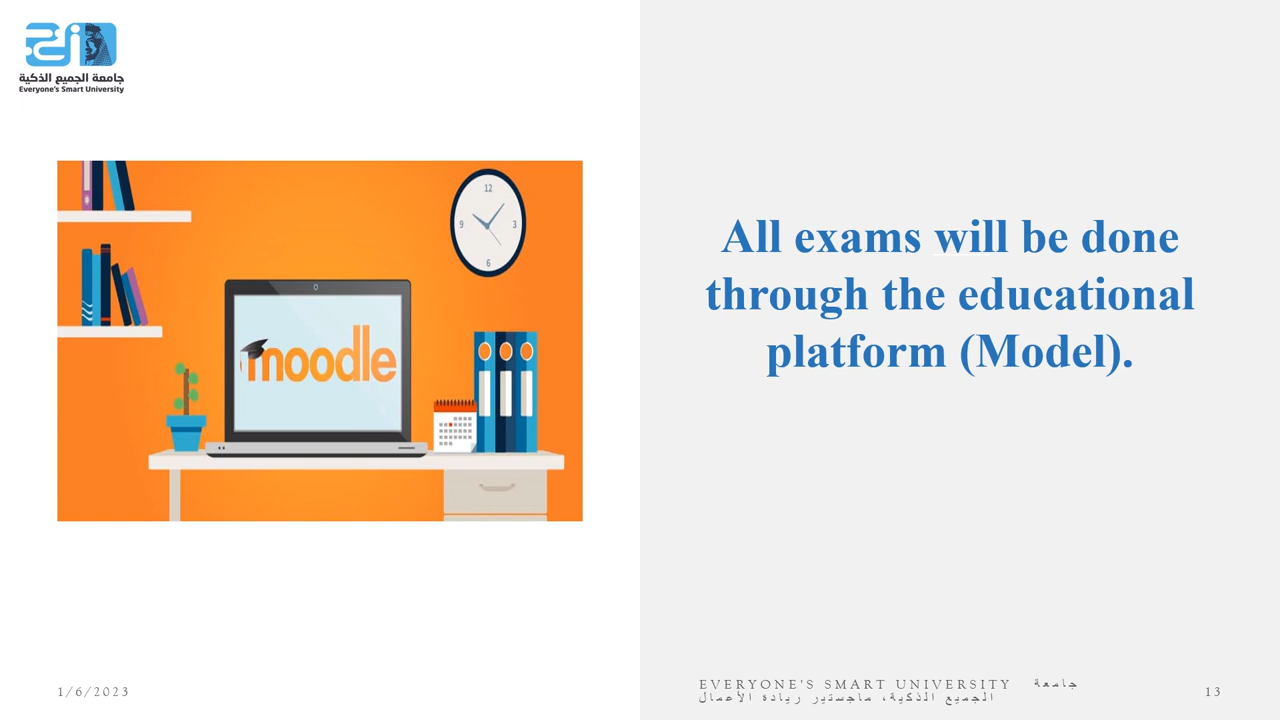 جامعة الجميع الذكية
Everyone's Smart University
12
3
6
9
moodle
All exams will be done
through the educational
platform (Model).
1/6/2023
EVERYONE'S SMART UNIVERSITY جامعة
الجميع الذكية، ماجستير ريادة الأعمال
13